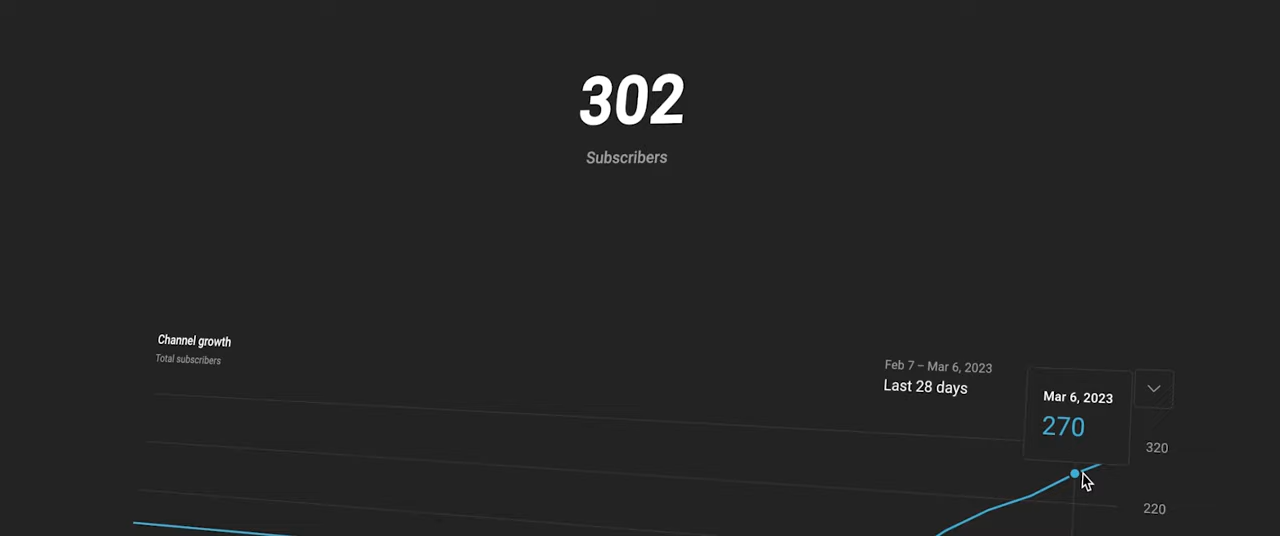 302
Subscribers
Channel growth
Total subscribers
Feb 7 – Mar 6, 2023
Last 28 days
Mar 6, 2023
270
320
220